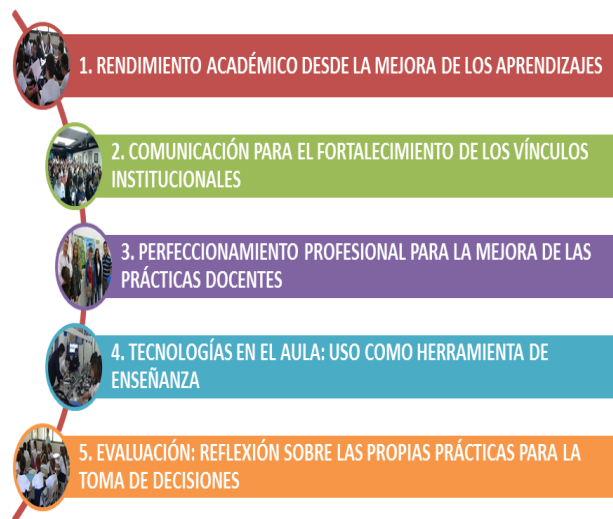 1. RENDIMIENTO ACADÉMICO DESDE LA MEJORA DE LOS APRENDIZAJES
2. COMUNICACIÓN PARA EL FORTALECIMIENTO DE LOS VÍNCULOS
INSTITUCIONALES
3. PERFECCIONAMIENTO PROFESIONAL PARA LA MEJORA DE LAS
PRÁCTICAS DOCENTES
4. TECNOLOGÍAS EN EL AULA: USO COMO HERRAMIENTA DE
ENSEÑANZA
5. EVALUACIÓN: REFLEXIÓN SOBRE LAS PROPIAS PRÁCTICAS PARA LA
TOMA DE DECISIONES